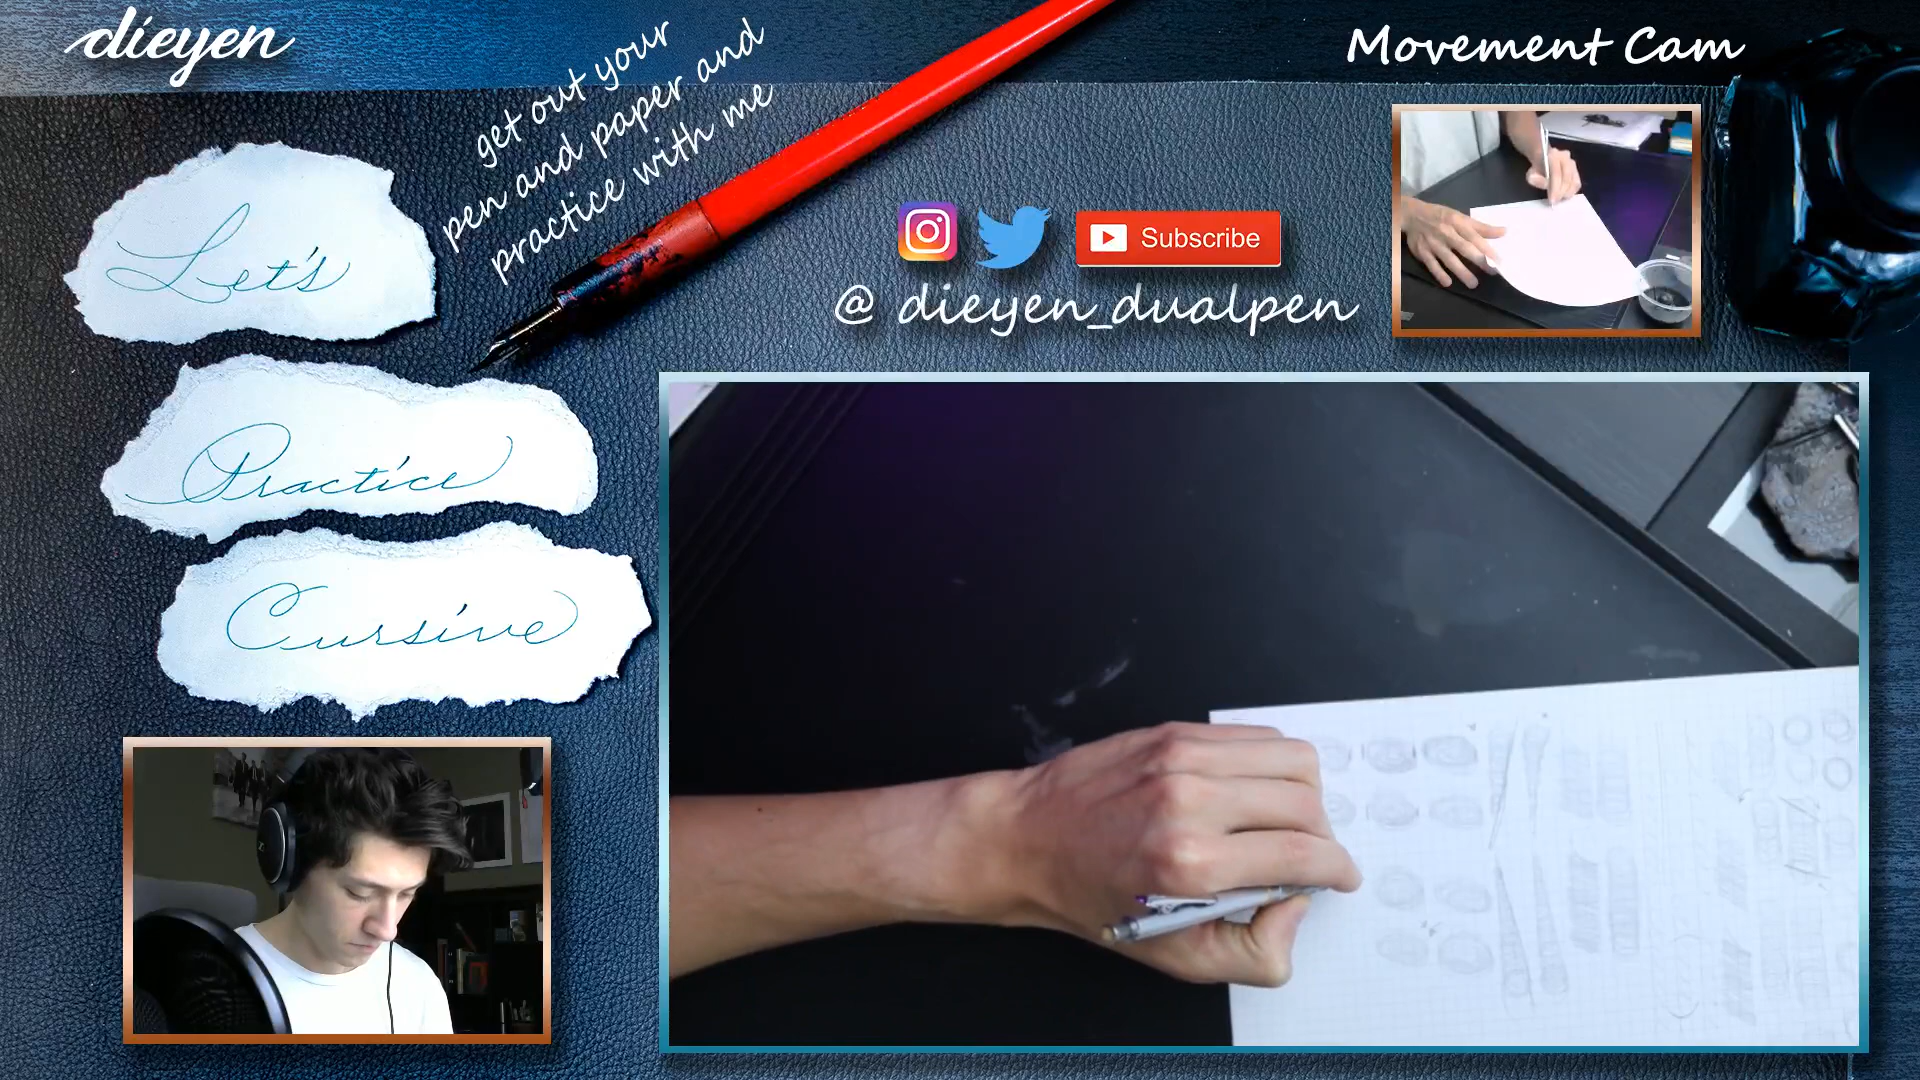 dieyen
get out your
pen and paper and
practice with me
Movement Cam
Let's
Practice
Cursive
Subscribe
@ dieyen_dualpen